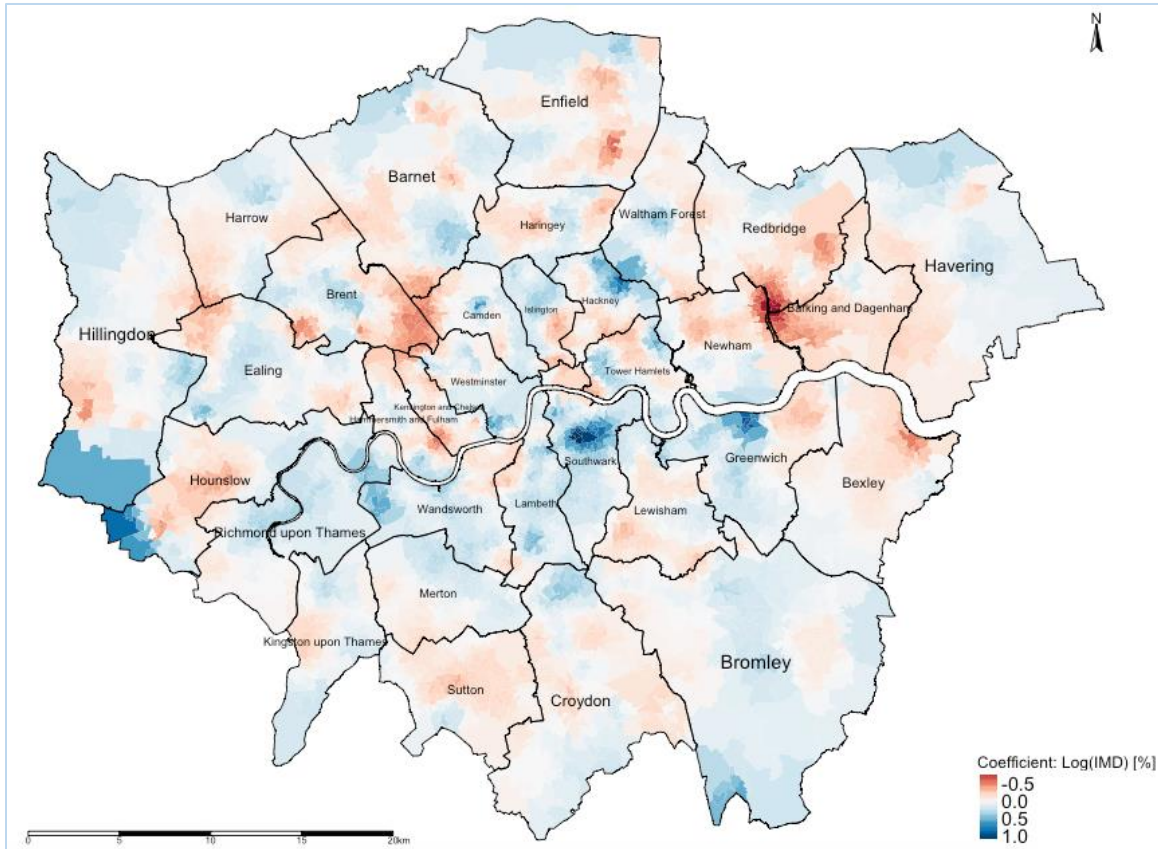 N
Enfield
Barnet
Harrow
Haringey
Waltham Forest
Redbridge
Havering
Brent
Camden
Islington
Hackney
Barking and Dagenham
Hillingdon
Ealing
Westminster
Tower Hamlets
Newham
Kensington and Chelsea
Hammersmith and Fulham
Hounslow
Southwark
Greenwich
Bexley
Richmond upon Thames
Wandsworth
Lambeth
Lewisham
Merton
Kingston upon Thames
Sutton
Croydon
Bromley
Coefficient: Log(IMD) [%]
-0.5
0.0
0.5
1.0
0 5 10 15 20km